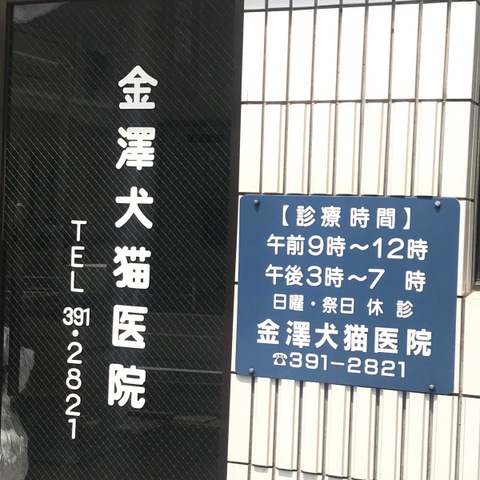 金澤犬猫医院
TEL 391・2821
【診療時間】
午前9時〜12時
午後3時〜7 時
日曜・祭日 休 診
金澤犬猫医院
☎391-2821